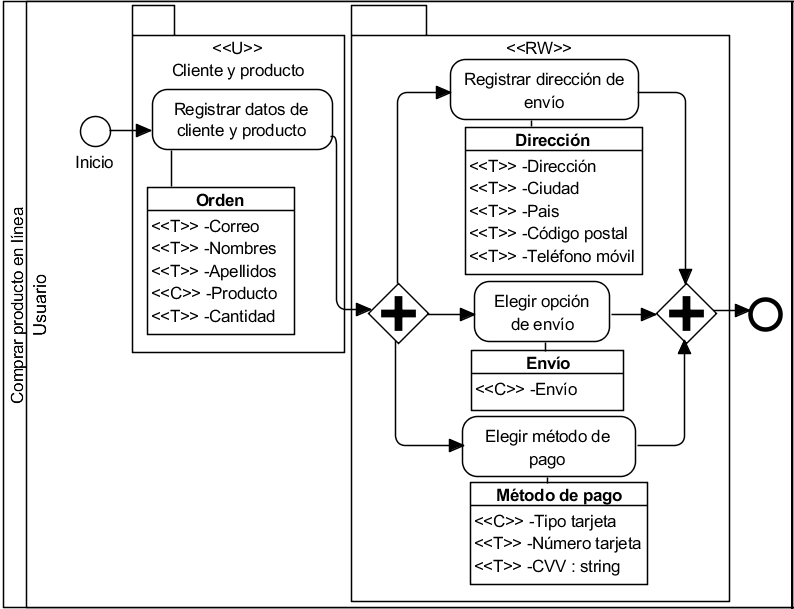 Comprar producto en línea
Usuario
Inicio
<<U>>
Cliente y producto
Registrar datos de
cliente y producto
Orden
<<T>> -Correo
<<T>> -Nombres
<<T>> -Apellidos
<<C>> -Producto
<<T>> -Cantidad
<<RW>>
Registrar dirección de
envío
Dirección
<<T>> -Dirección
<<T>> -Ciudad
<<T>> -Pais
<<T>> -Código postal
<<T>> -Teléfono móvil
Elegir opción
de envío
Envío
<<C>> -Envío
Elegir método de
pago
Método de pago
<<C>> -Tipo tarjeta
<<T>> -Número tarjeta
<<T>> -CVV : string